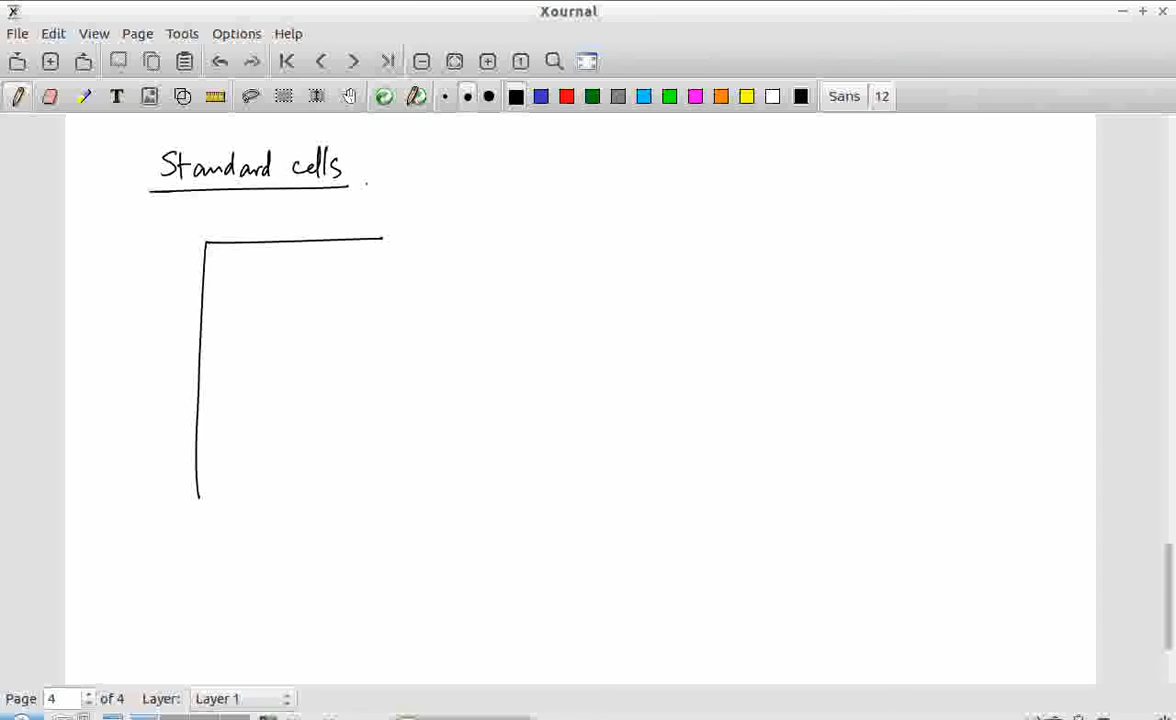 Xournal
File Edit View Page Tools Options Help
T Sans 12
Standard cells
Page 4 of 4 Layer: Layer 1